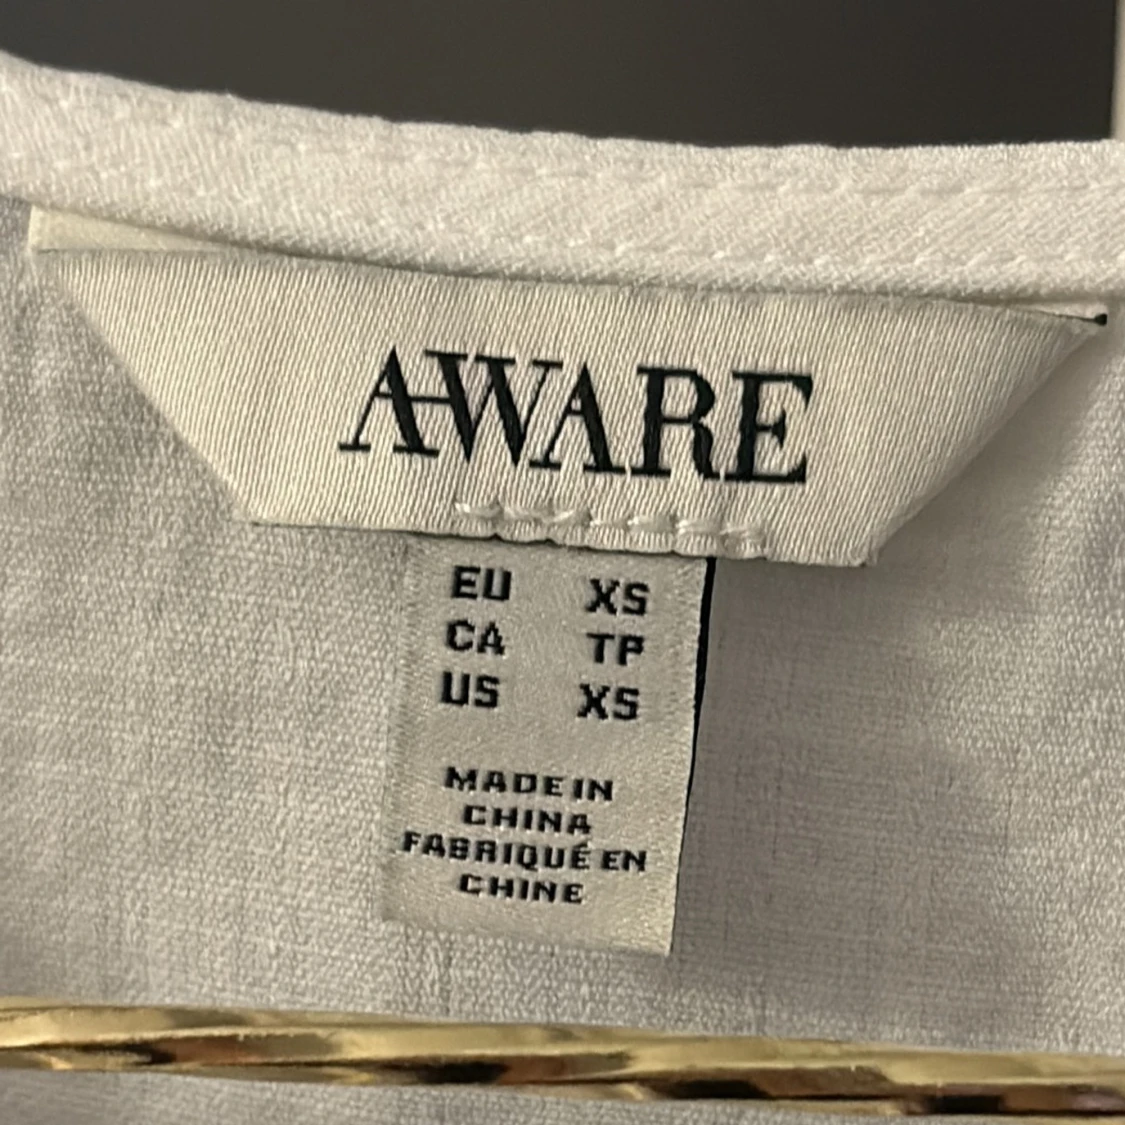 AWARE
EU XS
CA TP
US XS
MADE IN
CHINA
FABRIQUÉ EN
CHINE